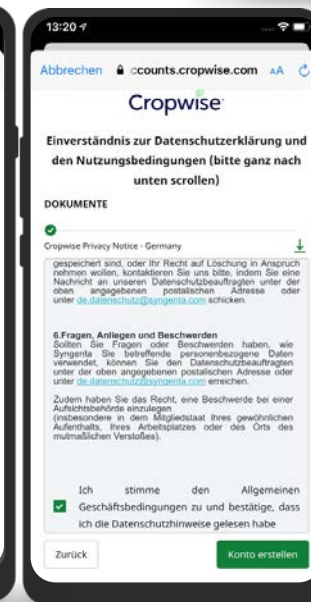 13:20
Abbrechen ccounts.cropwise.com AA
Cropwise
Einverständnis zur Datenschutzerklärung und
den Nutzungsbedingungen (bitte ganz nach
unten scrollen)
DOKUMENTE
Cropwise Privacy Notice - Germany
gespeichert sind, oder Ihr Recht auf Löschung in Anspruch
nehmen wollen, kontaktieren Sie uns bitte, indem Sie eine
Nachricht an unseren Datenschutzbeauftragten unter der
oben angegebenen postalischen Adresse oder
unter de.datenschutz@syngenta.com schicken.
6.Fragen, Anliegen und Beschwerden
Sollten Sie Fragen oder Beschwerden haben, wie
Syngenta Sie betreffende personenbezogene Daten
verwendet, können Sie den Datenschutzbeauftragten
unter der oben angegebenen postalischen Adresse oder
unter de.datenschutz@syngenta.com erreichen.
Zudem haben Sie das Recht, eine Beschwerde bei einer
Aufsichtsbehörde einzulegen
(insbesondere in dem Mitgliedstaat Ihres gewöhnlichen
Aufenthalts, Ihres Arbeitsplatzes oder des Orts des
mutmaßlichen Verstoßes).
Ich stimme den Allgemeinen
Geschäftsbedingungen zu und bestätige, dass
ich die Datenschutzhinweise gelesen habe
Zurück Konto erstellen